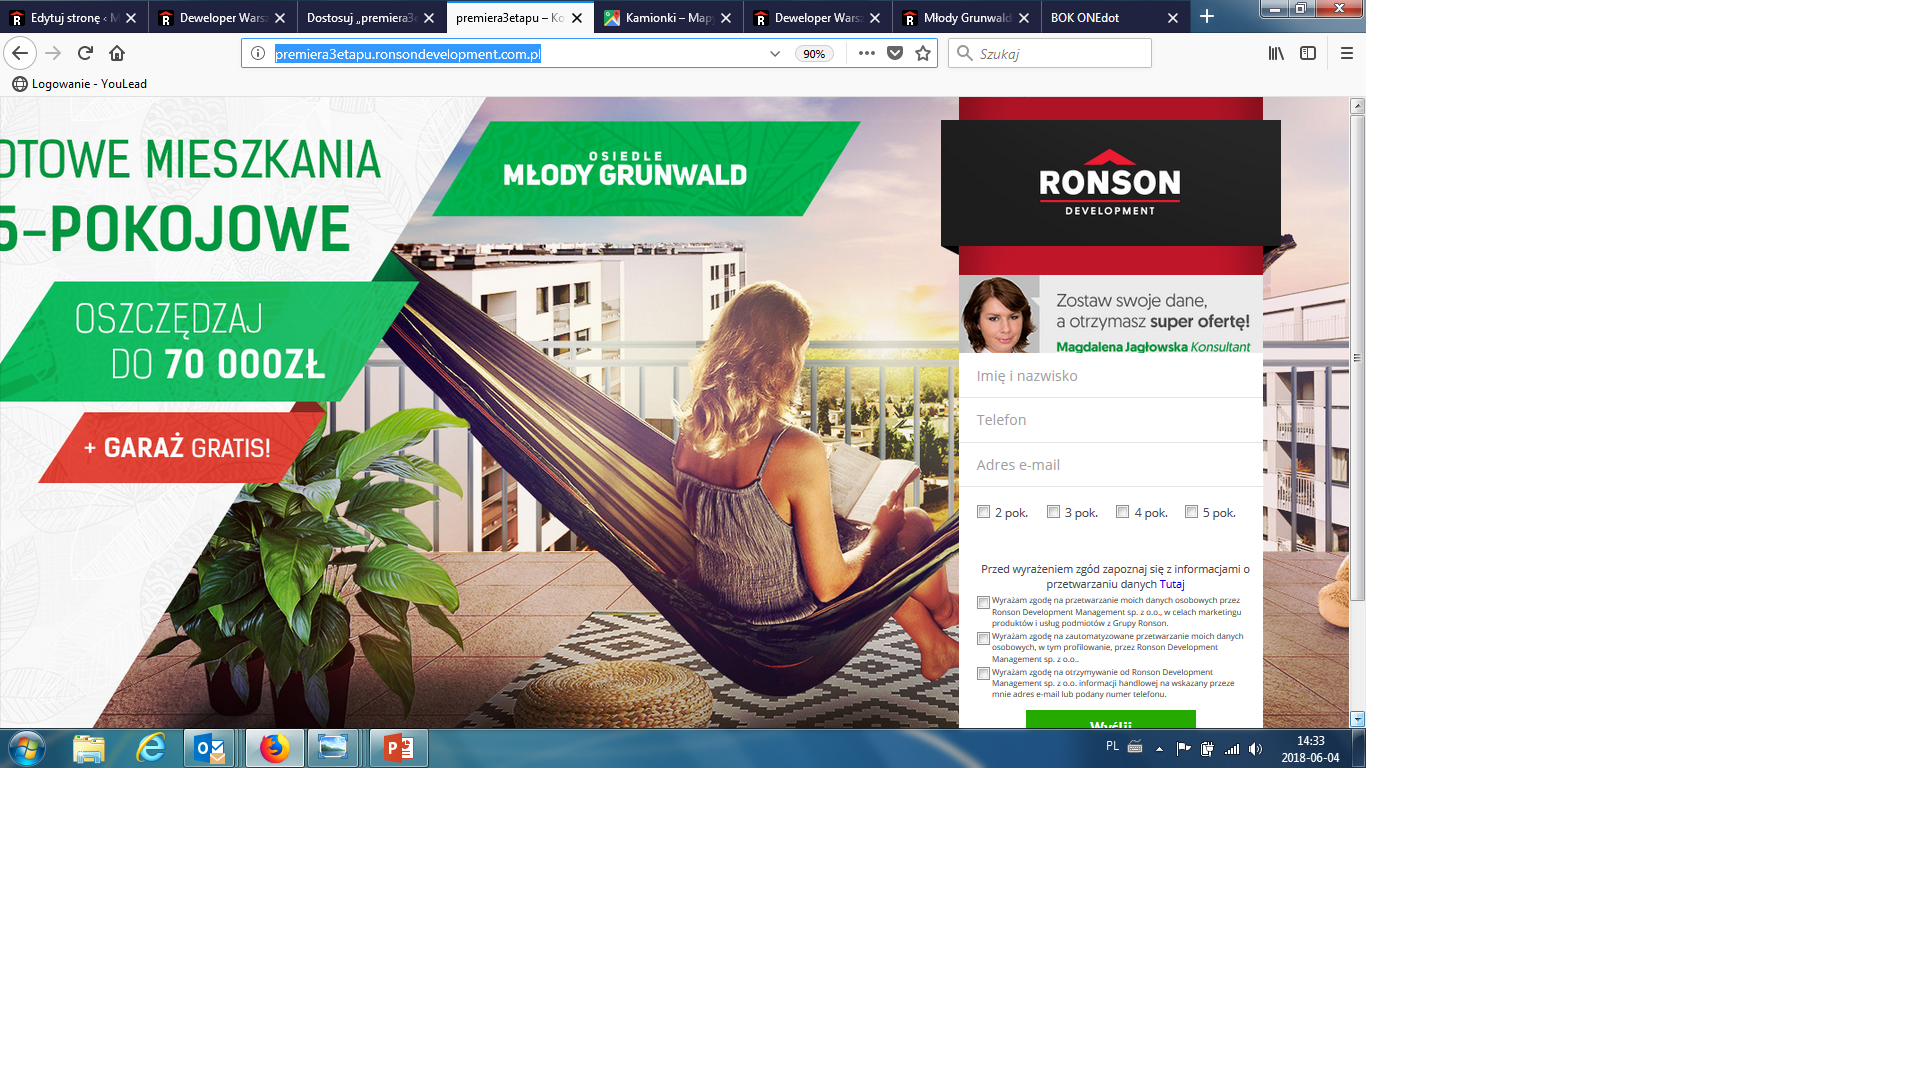 Edytuj stronę ‹ M
Deweloper Warsz
Dostosuj „premiera3e
premiera3etapu – Ko
Kamionki – Mapy
Deweloper Warsz
Młody Grunwald
BOK ONEdot
premiera3etapu.ronsondevelopment.com.pl
90%
Szukaj
Logowanie - YouLead
OTOWE MIESZKANIA
5-POKOJOWE
OSZCZĘDZAJ
DO 70 000ZŁ
+ GARAŻ GRATIS!
OSIEDLE
MŁODY GRUNWALD
RONSON
DEVELOPMENT
Zostaw swoje dane,
a otrzymasz super ofertę!
Magdalena Jagłowska Konsultant
Imię i nazwisko
Telefon
Adres e-mail
2 pok. 3 pok. 4 pok. 5 pok.
Przed wyrażeniem zgód zapoznaj się z informacjami o
przetwarzaniu danych Tutaj
Wyrażam zgodę na przetwarzanie moich danych osobowych przez
Ronson Development Management sp. z o.o., w celach marketingu
produktów i usług podmiotów z Grupy Ronson.
Wyrażam zgodę na zautomatyzowane przetwarzanie moich danych
osobowych, w tym profilowanie, przez Ronson Development
Management sp. z o.o..
Wyrażam zgodę na otrzymywanie od Ronson Development
Management sp. z o.o. informacji handlowej na wskazany przeze
mnie adres e-mail lub podany numer telefonu.
Wyślij
PL
14:33
2018-06-04